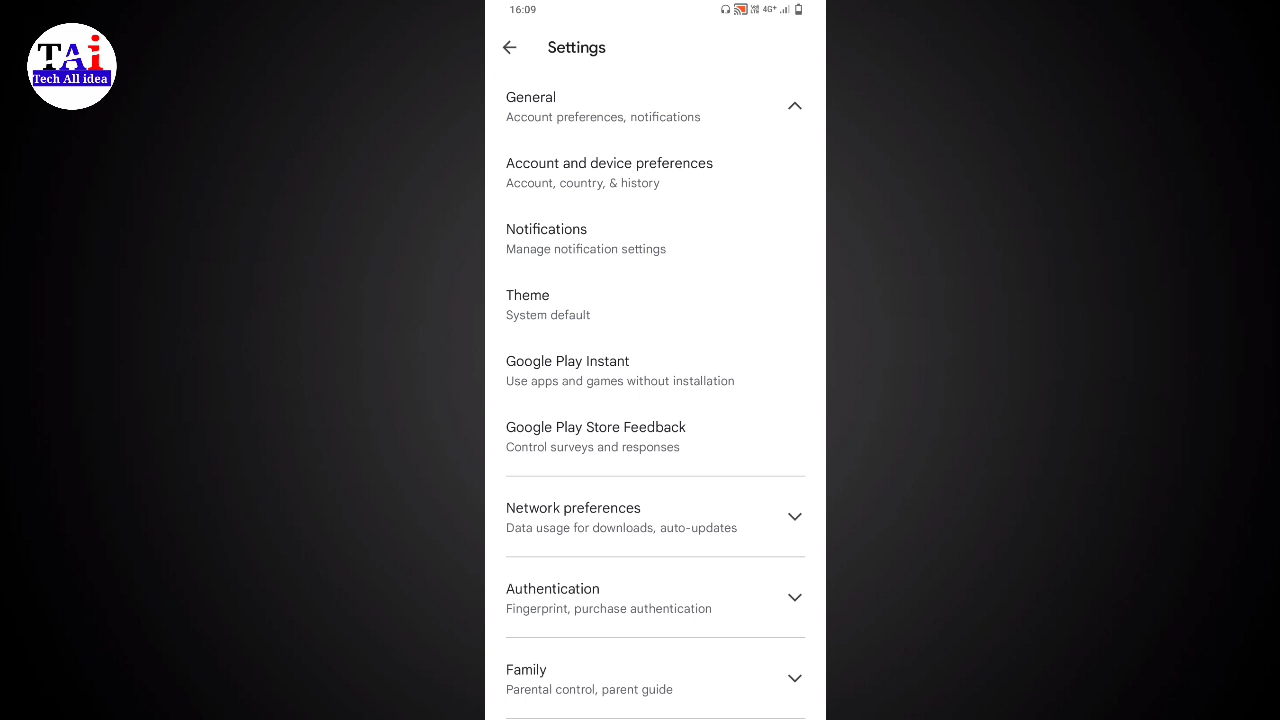 TAi
Tech All idea
16:09
4G+
Settings
General
Account preferences, notifications
Account and device preferences
Account, country, & history
Notifications
Manage notification settings
Theme
System default
Google Play Instant
Use apps and games without installation
Google Play Store Feedback
Control surveys and responses
Network preferences
Data usage for downloads, auto-updates
Authentication
Fingerprint, purchase authentication
Family
Parental control, parent guide